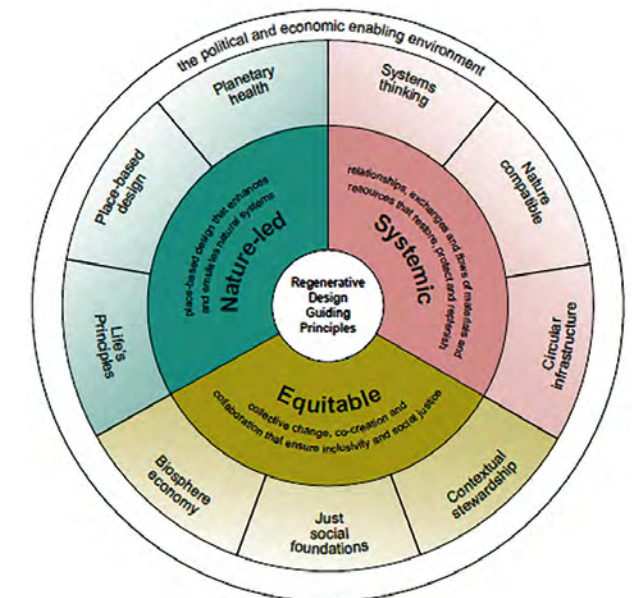 the political and economic enabling environment
Planetary
health
Systems
thinking
Place-based
design
Nature
compatible
place-based design that enhances
and emulates natural systems
Nature-led
relationships, exchanges and flows of materials and
resources that restore, protect and replenish
Systemic
Regenerative
Design
Guiding
Principles
Life's
Principles
Circular
infrastructure
Equitable
collective change, co-creation and
collaboration that ensure inclusivity and social justice
Biosphere
economy
Just
social
foundations
Contextual
stewardship